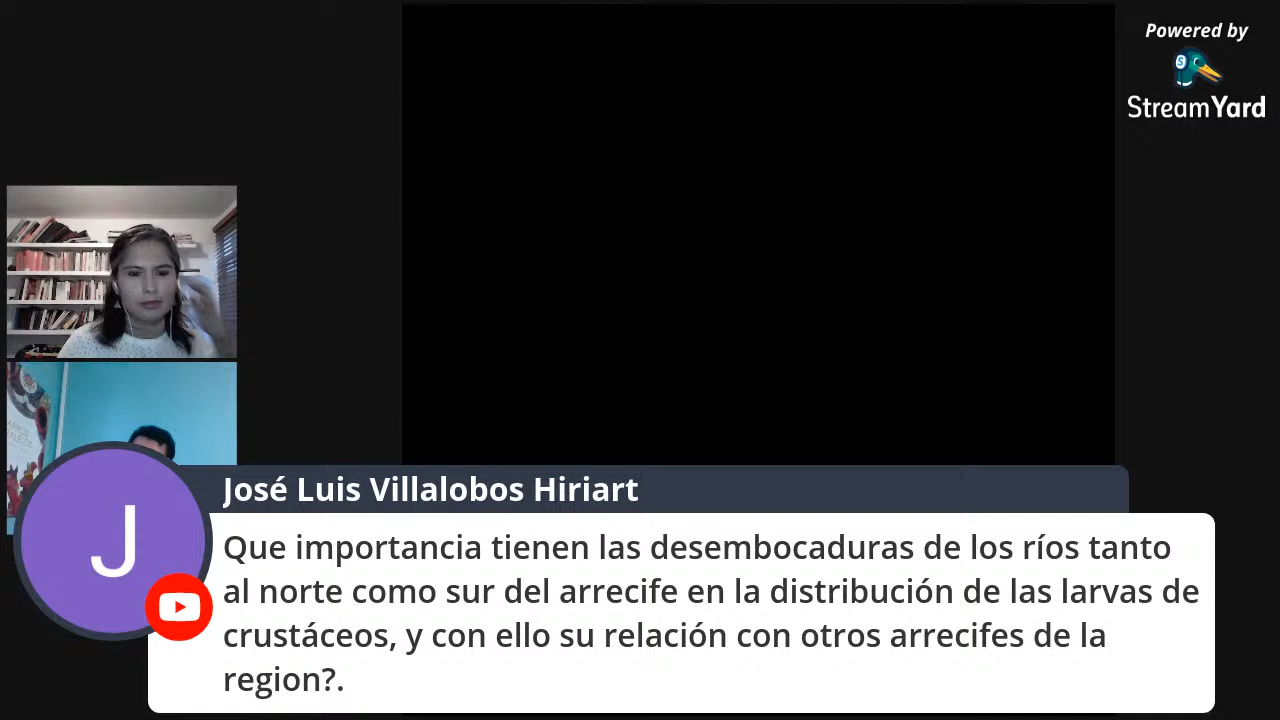 Powered by
StreamYard
José Luis Villalobos Hiriart
J
Que importancia tienen las desembocaduras de los ríos tanto
al norte como sur del arrecife en la distribución de las larvas de
crustáceos, y con ello su relación con otros arrecifes de la
region?.